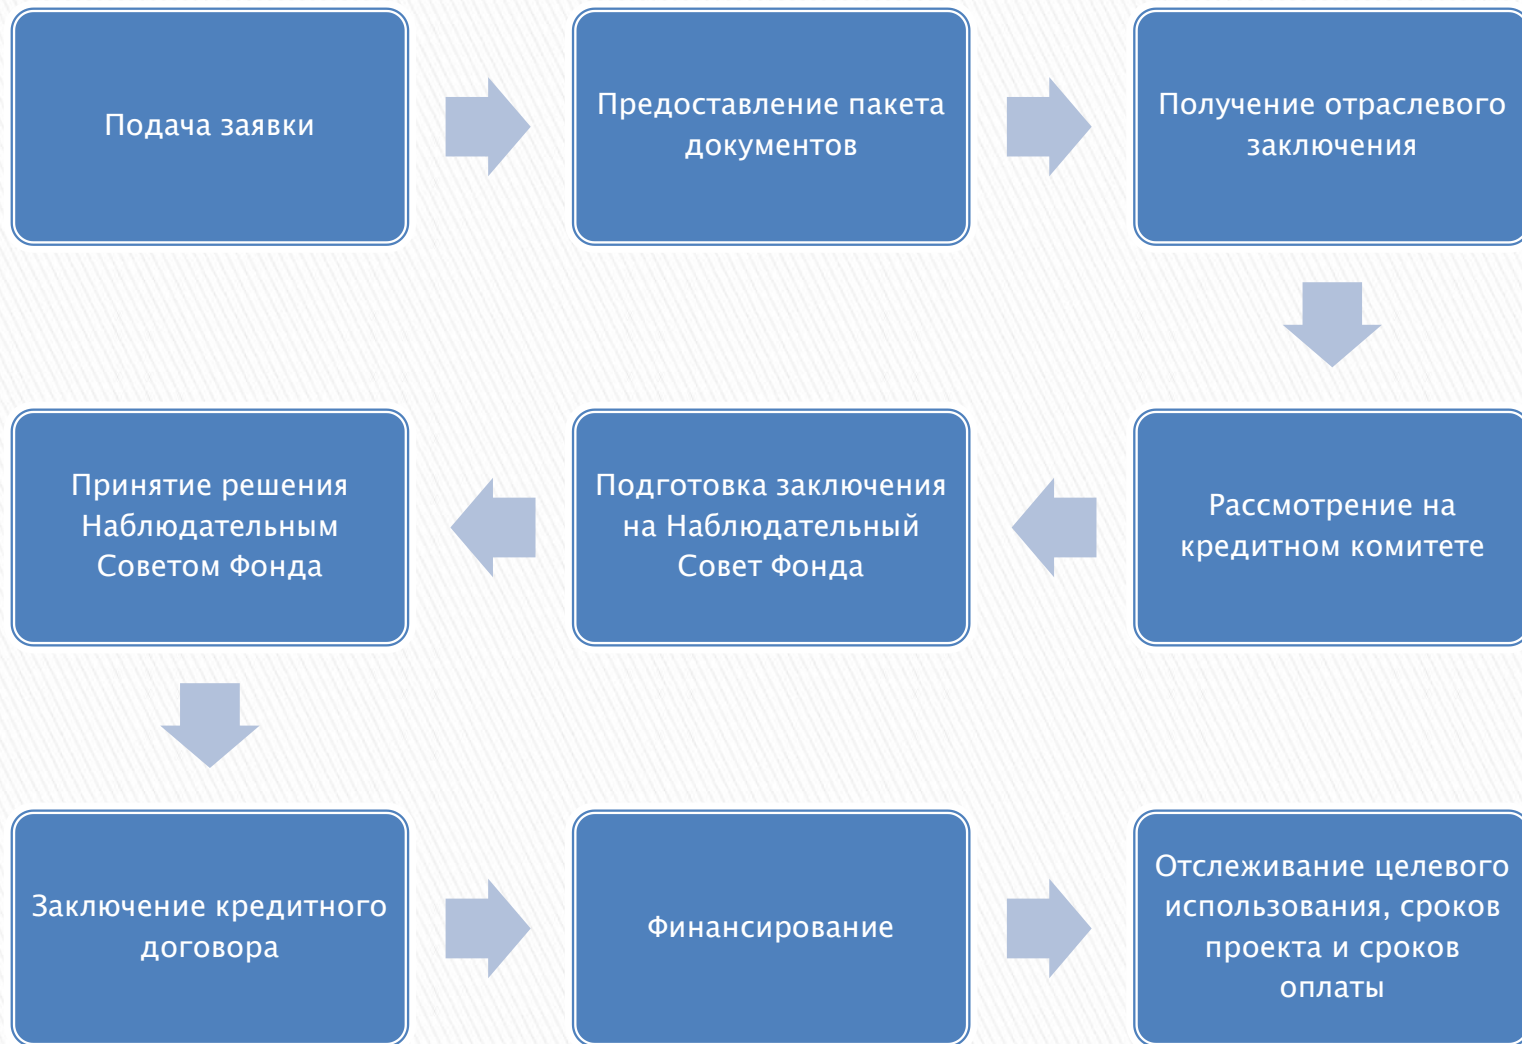 Подача заявки
Предоставление пакета
документов
Получение отраслевого
заключения
Рассмотрение на
кредитном комитете
Подготовка заключения
на Наблюдательный
Совет Фонда
Принятие решения
Наблюдательным
Советом Фонда
Заключение кредитного
договора
Финансирование
Отслеживание целевого
использования, сроков
проекта и сроков
оплаты